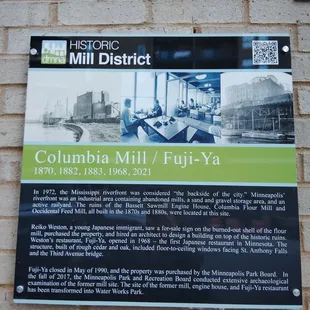 HISTORIC
Mill District
Columbia Mill / Fuji-Ya
1870, 1882, 1883, 1968, 2021
In 1972, the Mississippi riverfront was considered "the backside of the city." Minneapolis'
riverfront was an industrial area containing abandoned mills, a sand and gravel storage area, and an
active railyard. The ruins of the Bassett Sawmill Engine House, Columbia Flour Mill and
Occidental Feed Mill, all built in the 1870s and 1880s, were located at this site.
Reiko Weston, a young Japanese immigrant, saw a for-sale sign on the burned-out shell of the flour
mill, purchased the property, and hired an architect to design a building on top of the historic ruins.
Weston's restaurant, Fuji-Ya, opened in 1968 – the first Japanese restaurant in Minnesota. The
structure, built of rough cedar and oak, included floor-to-ceiling windows facing St. Anthony Falls
and the Third Avenue bridge.
Fuji-Ya closed in May of 1990, and the property was purchased by the Minneapolis Park Board. In
the fall of 2017, the Minneapolis Park and Recreation Board conducted extensive archaeological
examination of the former mill site. The site of the former mill, engine house, and Fuji-Ya restaurant
has been transformed into Water Works Park.